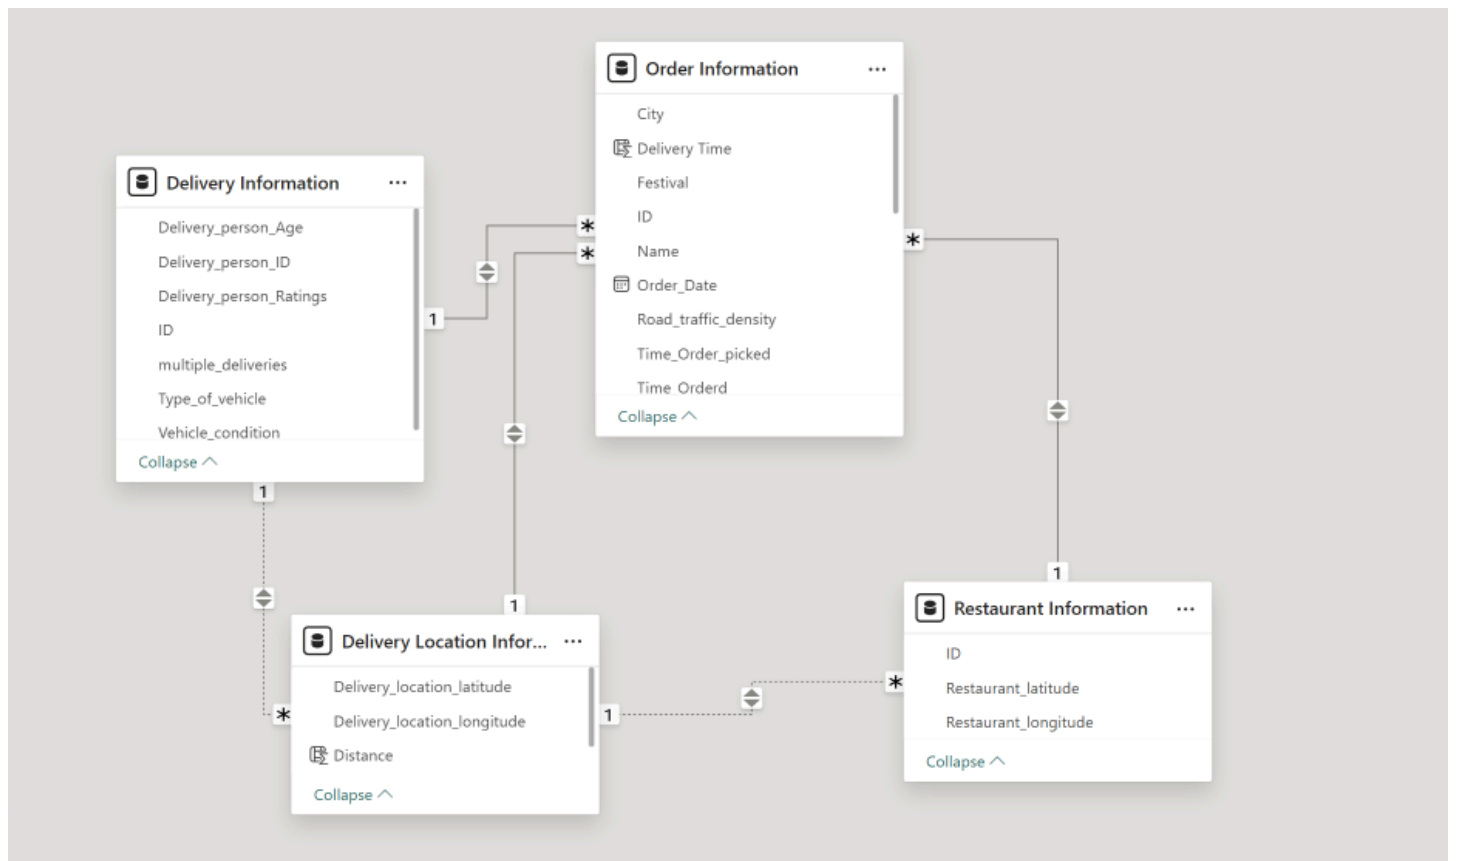 Order Information ...
City
Delivery Time
Festival
ID
Name
Order_Date
Road_traffic_density
Time_Order_picked
Time_Orderd
Collapse
Delivery Information ...
Delivery_person_Age
Delivery_person_ID
Delivery_person_Ratings
ID
multiple_deliveries
Type_of_vehicle
Vehicle_condition
Collapse
*
*
*
1
1
1
1
Delivery Location Infor... ...
Delivery_location_latitude
Delivery_location_longitude
Distance
Collapse
*
1
*
Restaurant Information ...
ID
Restaurant_latitude
Restaurant_longitude
Collapse